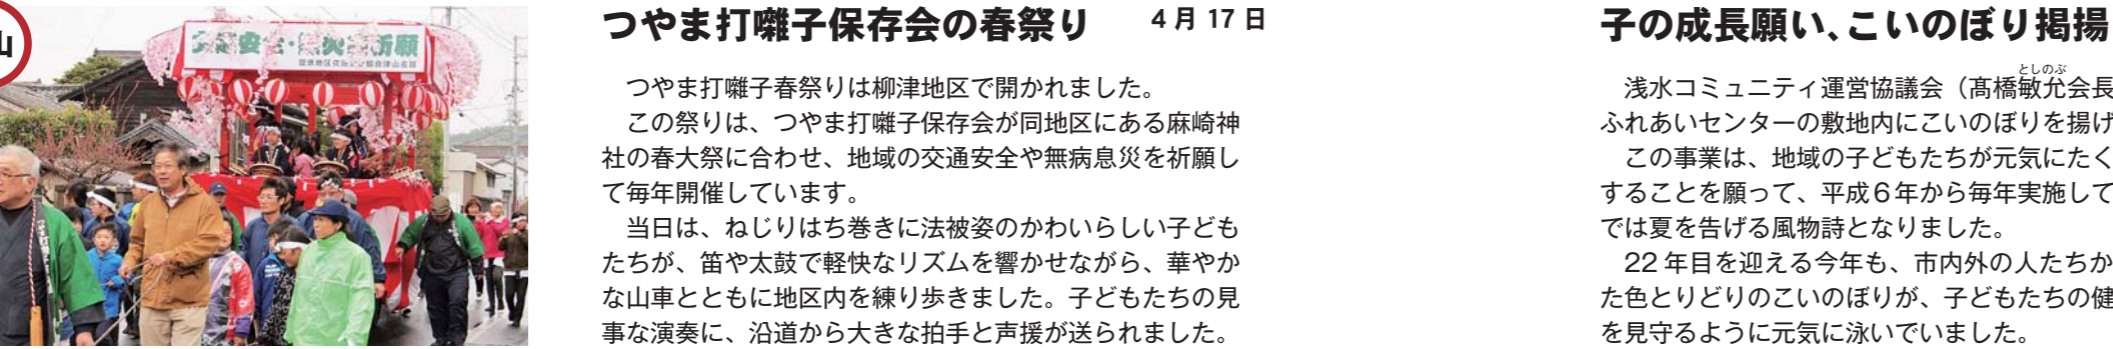 山
安全・
祈願
つやま打囃子保存会の春祭り 4月17日
つやま打囃子春祭りは柳津地区で開かれました。
この祭りは、つやま打囃子保存会が同地区にある麻崎神
社の春大祭に合わせ、地域の交通安全や無病息災を祈願し
て毎年開催しています。
当日は、ねじりはち巻きに法被姿のかわいらしい子ども
たちが、笛や太鼓で軽快なリズムを響かせながら、華やか
な山車とともに地区内を練り歩きました。子どもたちの見
事な演奏に、沿道から大きな拍手と声援が送られました。
子の成長願い、こいのぼり掲揚
としのぶ
浅水コミュニティ運営協議会（髙橋敏允会長
ふれあいセンターの敷地内にこいのぼりを揚げ
この事業は、地域の子どもたちが元気にたく
することを願って、平成６年から毎年実施して
では夏を告げる風物詩となりました。
22年目を迎える今年も、市内外の人たちか
た色とりどりのこいのぼりが、子どもたちの健
を見守るように元気に泳いでいました。